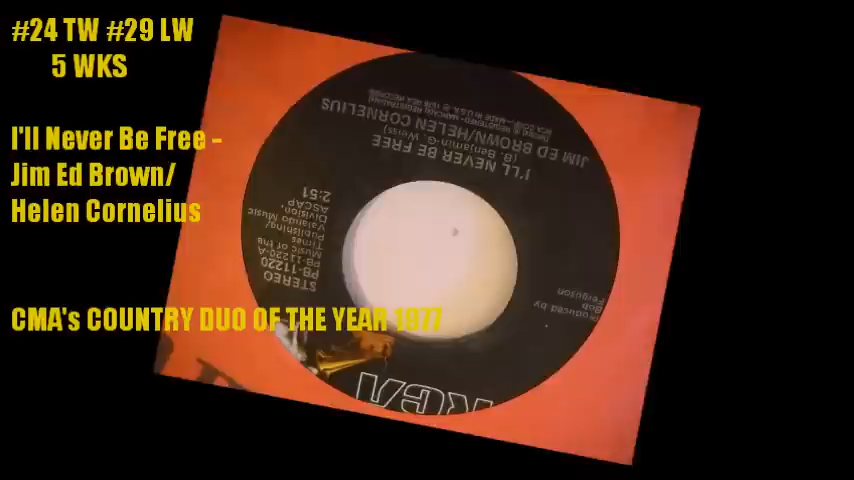 #24 TW #29 LW
5 WKS
I'll Never Be Free -
Jim Ed Brown/
Helen Cornelius
CMA's COUNTRY DUO OF THE YEAR 1977
RCA
STEREO
PB-11220
PB-11220-A
Music of the
Times
Publishing/
Valando Music
Division,
ASCAP
2:51
Produced by
Bob
Ferguson
I'LL NEVER BE FREE
(B. Benjamin-G. Weiss)
JIM ED BROWN/HELEN CORNELIUS